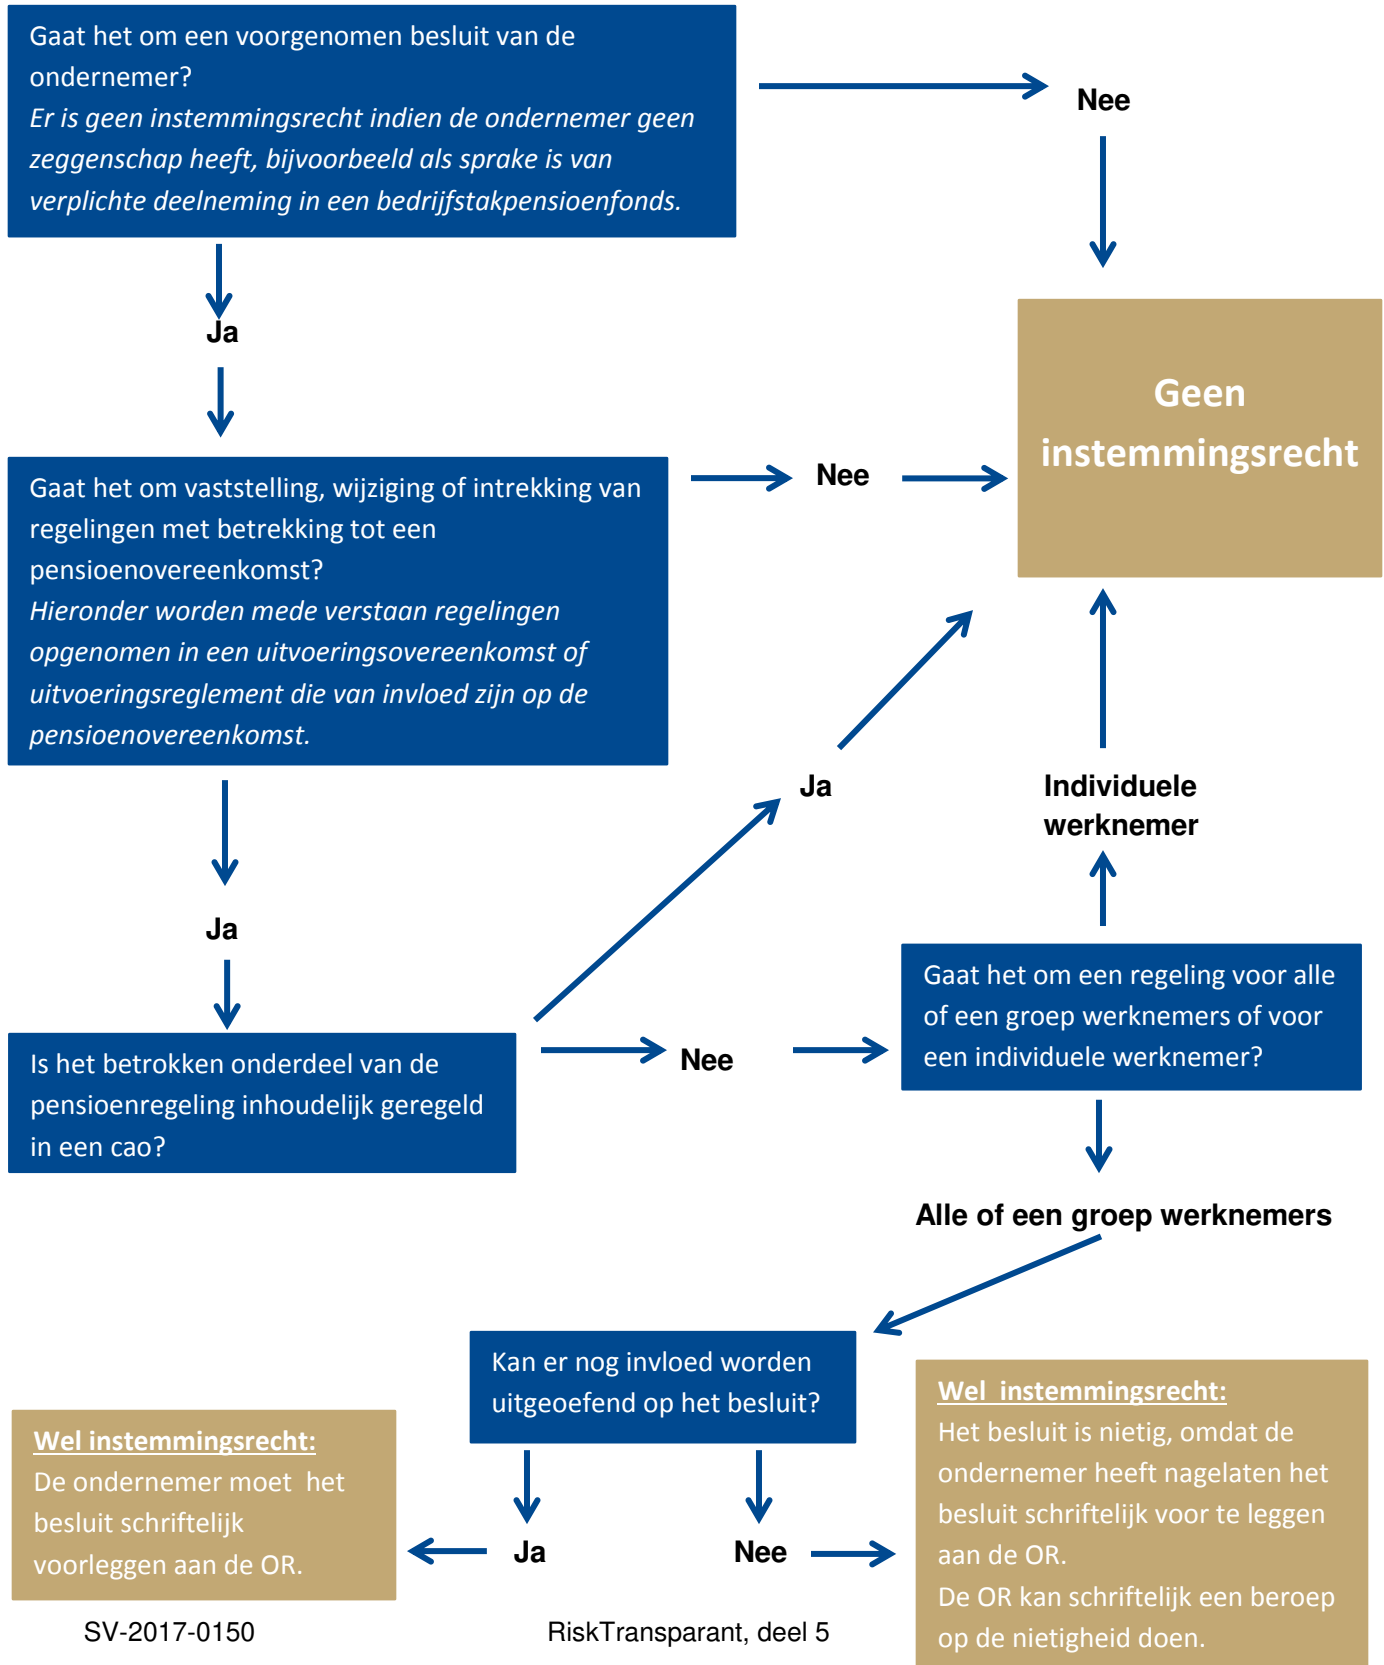 Gaat het om een voorgenomen besluit van de
ondernemer?
Er is geen instemmingsrecht indien de ondernemer geen
zeggenschap heeft, bijvoorbeeld als sprake is van
verplichte deelneming in een bedrijfstakpensioenfonds.
Nee
Ja
Geen
instemmingsrecht
Gaat het om vaststelling, wijziging of intrekking van
regelingen met betrekking tot een
pensioenovereenkomst?
Hieronder worden mede verstaan regelingen
opgenomen in een uitvoeringsovereenkomst of
uitvoeringsreglement die van invloed zijn op de
pensioenovereenkomst.
Nee
Ja
Individuele
werknemer
Ja
Is het betrokken onderdeel van de
pensioenregeling inhoudelijk geregeld
in een cao?
Nee
Gaat het om een regeling voor alle
of een groep werknemers of voor
een individuele werknemer?
Alle of een groep werknemers
Kan er nog invloed worden
uitgeoefend op het besluit?
Ja
Nee
Wel instemmingsrecht:
De ondernemer moet  het
besluit schriftelijk
voorleggen aan de OR.
Wel  instemmingsrecht:
Het besluit is nietig, omdat de
ondernemer heeft nagelaten het
besluit schriftelijk voor te leggen
aan de OR.
De OR kan schriftelijk een beroep
op de nietigheid doen.
SV-2017-0150
RiskTransparant, deel 5